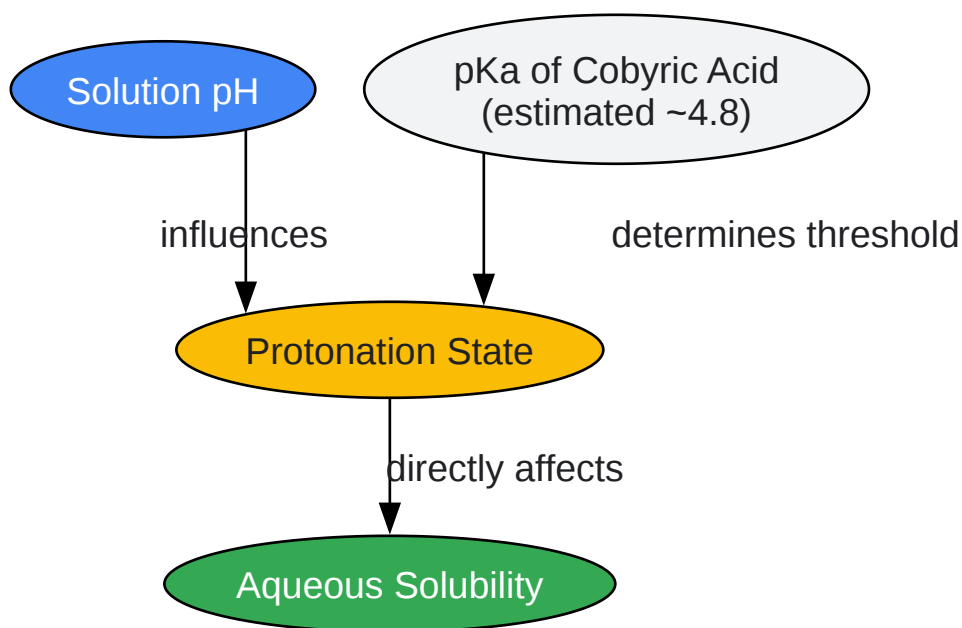 Solution pH
pKa of Cobyric Acid
(estimated ~4.8)
influences
determines threshold
Protonation State
directly affects
Aqueous Solubility